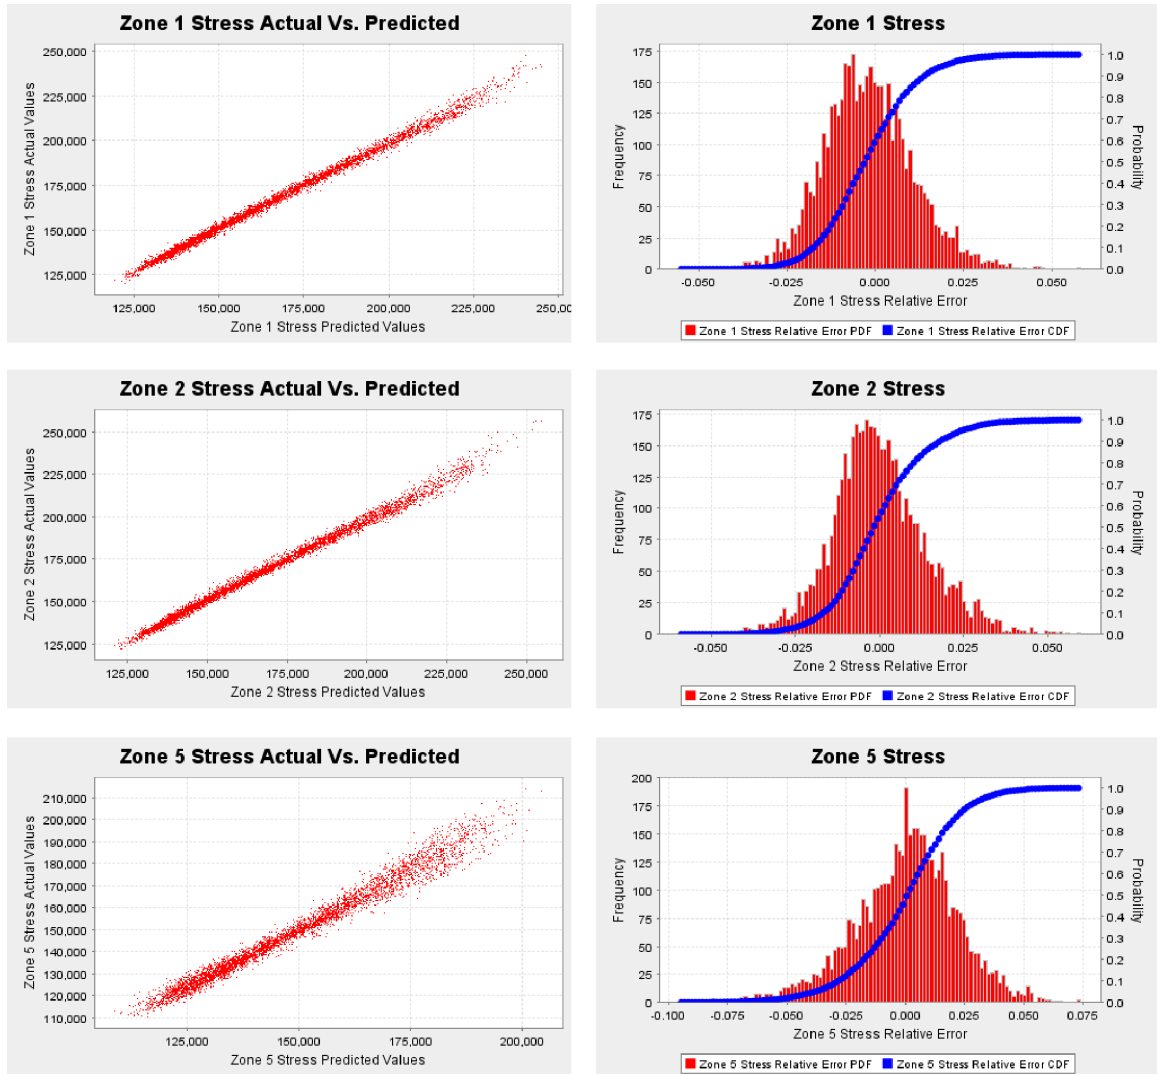 Zone 1 Stress Actual Vs. Predicted
Zone 1 Stress Actual Values
250,000
225,000
200,000
175,000
150,000
125,000
125,000 150,000 175,000 200,000 225,000 250,0
Zone 1 Stress Predicted Values
Zone 1 Stress
Frequency
175
150
125
100
75
50
25
0
Probability
1.0
0.9
0.8
0.7
0.6
0.5
0.4
0.3
0.2
0.1
0.0
-0.050 -0.025 0.000 0.025 0.050
Zone 1 Stress Relative Error
Zone 1 Stress Relative Error PDF Zone 1 Stress Relative Error CDF
Zone 2 Stress Actual Vs. Predicted
Zone 2 Stress Actual Values
250,000
225,000
200,000
175,000
150,000
125,000
125,000 150,000 175,000 200,000 225,000 250,000
Zone 2 Stress Predicted Values
Zone 2 Stress
Frequency
175
150
125
100
75
50
25
0
Probability
1.0
0.9
0.8
0.7
0.6
0.5
0.4
0.3
0.2
0.1
0.0
-0.050 -0.025 0.000 0.025 0.050
Zone 2 Stress Relative Error
Zone 2 Stress Relative Error PDF Zone 2 Stress Relative Error CDF
Zone 5 Stress Actual Vs. Predicted
Zone 5 Stress Actual Values
210,000
200,000
190,000
180,000
170,000
160,000
150,000
140,000
130,000
120,000
110,000
125,000 150,000 175,000 200,000
Zone 5 Stress Predicted Values
Zone 5 Stress
Frequency
200
175
150
125
100
75
50
25
0
Probability
1.0
0.9
0.8
0.7
0.6
0.5
0.4
0.3
0.2
0.1
0.0
-0.100 -0.075 -0.050 -0.025 0.000 0.025 0.050 0.075
Zone 5 Stress Relative Error
Zone 5 Stress Relative Error PDF Zone 5 Stress Relative Error CDF